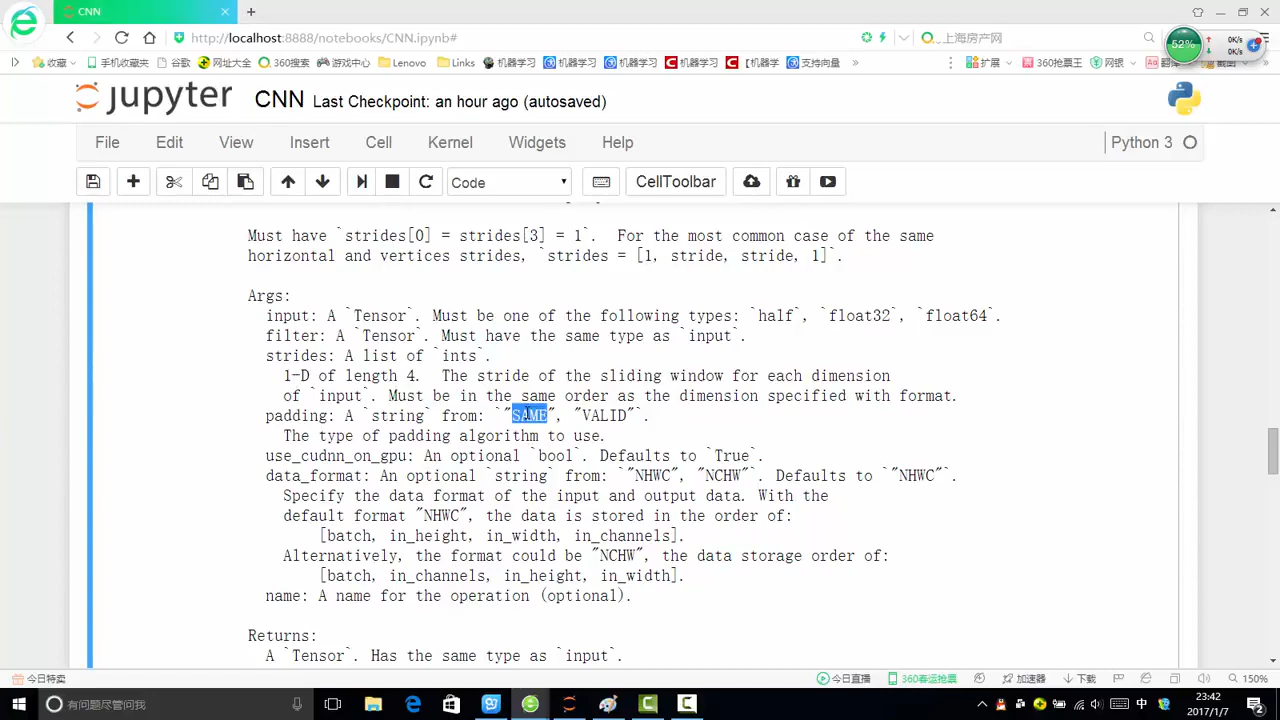 CNN
http://localhost:8888/notebooks/CNN.ipynb#
上海房产网
52%
0K/s
0K/s
收藏 手机收藏夹 谷歌 网址大全 360搜索 游戏中心 Lenovo Links 机器学习 机器学习 机器学习 机器学习 【机器学 支持向量 » 扩展 360抢票王 网银 »
jupyter CNN Last Checkpoint: an hour ago (autosaved)
File Edit View Insert Cell Kernel Widgets Help Python 3
Code CellToolbar
Must have `strides[0] = strides[3] = 1`. For the most common case of the same
horizontal and vertices strides, `strides = [1, stride, stride, 1]`.
Args:
input: A `Tensor`. Must be one of the following types: `half`, `float32`, `float64`.
filter: A `Tensor`. Must have the same type as `input`.
strides: A list of `ints`.
1-D of length 4. The stride of the sliding window for each dimension
of `input`. Must be in the same order as the dimension specified with format.
padding: A `string` from: `"SAME", "VALID"`.
The type of padding algorithm to use.
use_cudnn_on_gpu: An optional `bool`. Defaults to `True`.
data_format: An optional `string` from: `"NHWC", "NCHW"`. Defaults to `"NHWC"`.
Specify the data format of the input and output data. With the
default format "NHWC", the data is stored in the order of:
[batch, in_height, in_width, in_channels].
Alternatively, the format could be "NCHW", the data storage order of:
[batch, in_channels, in_height, in_width].
name: A name for the operation (optional).
Returns:
A `Tensor`. Has the same type as `input`.
今日特卖 今日直播 360春运抢票 加速器 下载 150%
有问题尽管问我 中 23:42
2017/1/7